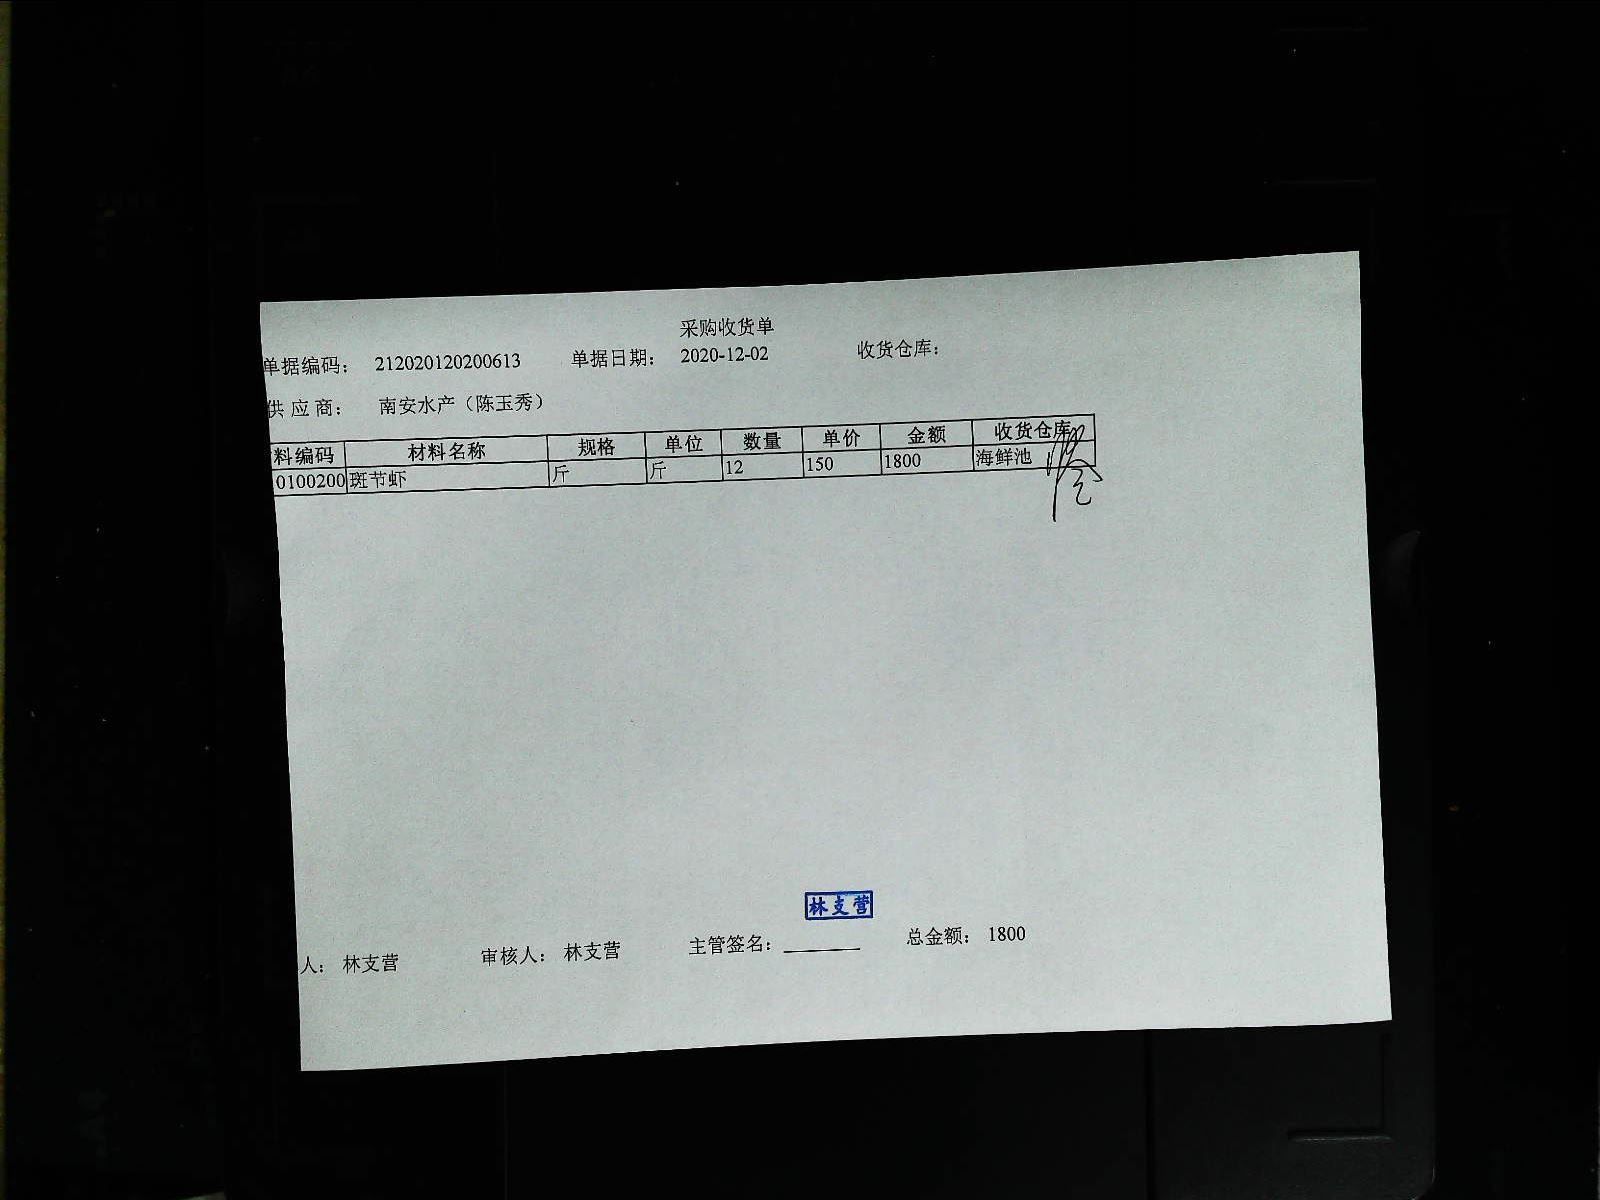 采购收货单
单据编码: 212020120200613 单据日期: 2020-12-02 收货仓库:
供应商: 南安水产（陈玉秀）
料编码 材料名称 规格 单位 数量 单价 金额 收货仓库
0100200 斑节虾 斤 斤 12 150 1800 海鲜池
林支营
人: 林支营 审核人: 林支营 主管签名: 总金额: 1800